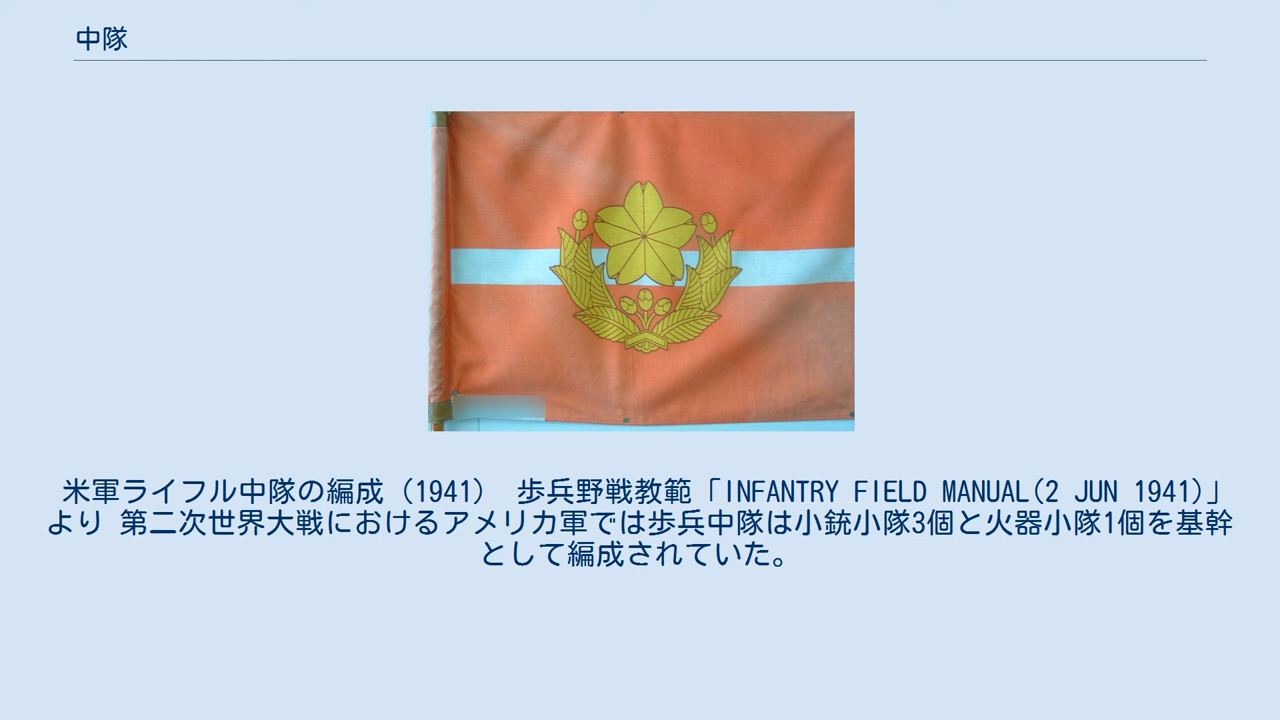 中隊
米軍ライフル中隊の編成（1941） 歩兵野戦教範「INFANTRY FIELD MANUAL(2 JUN 1941)」
より 第二次世界大戦におけるアメリカ軍では歩兵中隊は小銃小隊3個と火器小隊1個を基幹
として編成されていた。